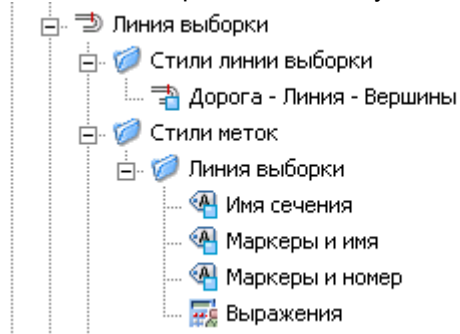 Линия выборки
Стили линии выборки
Дорога - Линия - Вершины
Стили меток
Линия выборки
Имя сечения
Маркеры и имя
Маркеры и номер
Выражения